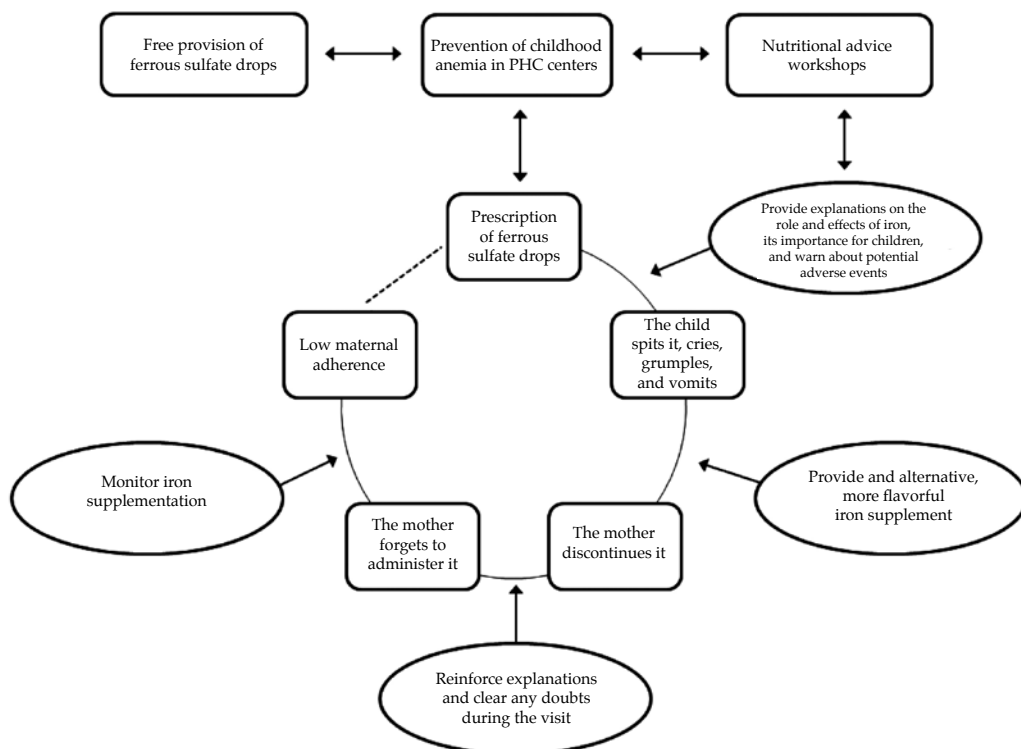 Free provision of
ferrous sulfate drops
Prevention of childhood
anemia in PHC centers
Nutritional advice
workshops
Prescription
of ferrous
sulfate drops
Provide explanations on the
role and effects of iron,
its importance for children,
and warn about potential
adverse events
Low maternal
adherence
The child
spits it, cries,
grumples,
and vomits
Monitor iron
supplementation
Provide and alternative,
more flavorful
iron supplement
The mother
forgets to
administer it
The mother
discontinues it
Reinforce explanations
and clear any doubts
during the visit